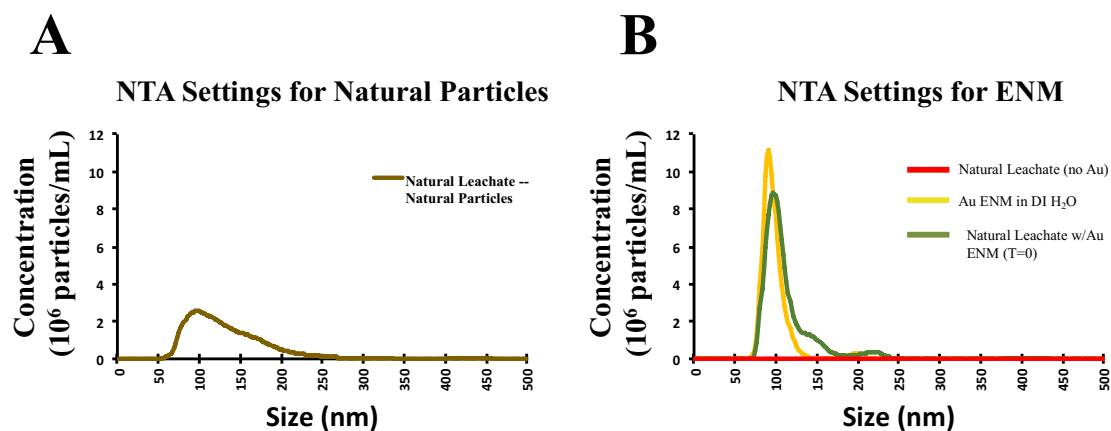 A
NTA Settings for Natural Particles
Concentration
(10⁶ particles/mL)
12
10
8
6
4
2
0
Natural Leachate --
Natural Particles
0
50
100
150
200
250
300
350
400
450
500
Size (nm)
B
NTA Settings for ENM
Concentration
(10⁶ particles/mL)
12
10
8
6
4
2
0
Natural Leachate (no Au)
Au ENM in DI H₂O
Natural Leachate w/Au
ENM (T=0)
0
50
100
150
200
250
300
350
400
450
500
Size (nm)